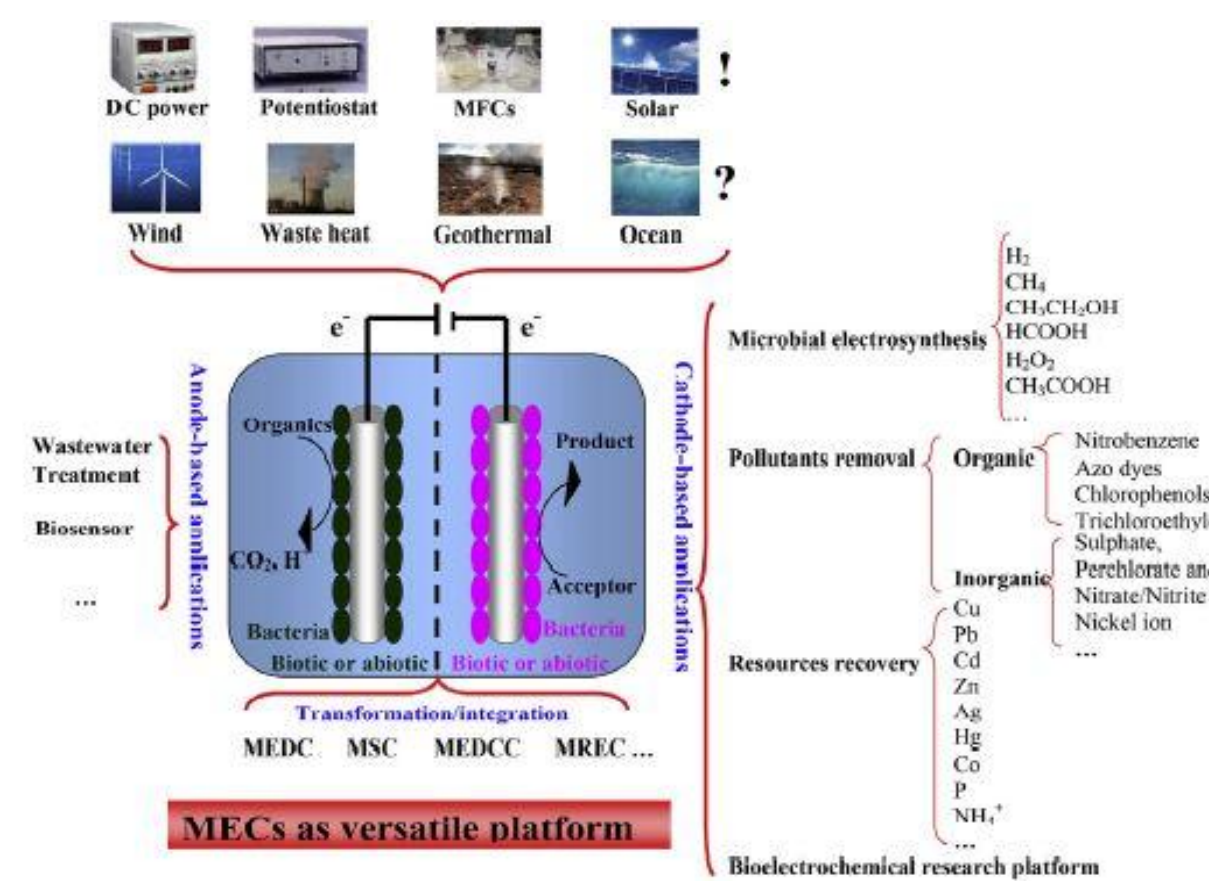 DC power
Potentiostat
MFCs
Solar
!
Wind
Waste heat
Geothermal
Ocean
?
e⁻
e⁻
Anode-based applications
Wastewater
Treatment
Biosensor
...
Organics
CO₂, H
Bacteria
Biotic or abiotic
Product
Acceptor
Bacteria
Biotic or abiotic
Cathode-based applications
Transformation/integration
MEDC
MSC
MEDCC
MREC ...
MECs as versatile platform
Microbial electrosynthesis
H₂
CH₄
CH₃CH₂OH
HCOOH
H₂O₂
CH₃COOH
...
Pollutants removal
Organic
Nitrobenzene
Azo dyes
Chlorophenols
Trichloroethyl
Inorganic
Sulphate,
Perchlorate and
Nitrate/Nitrite
Nickel ion
...
Resources recovery
Cu
Pb
Cd
Zn
Ag
Hg
Co
P
NH₄⁺
...
Bioelectrochemical research platform